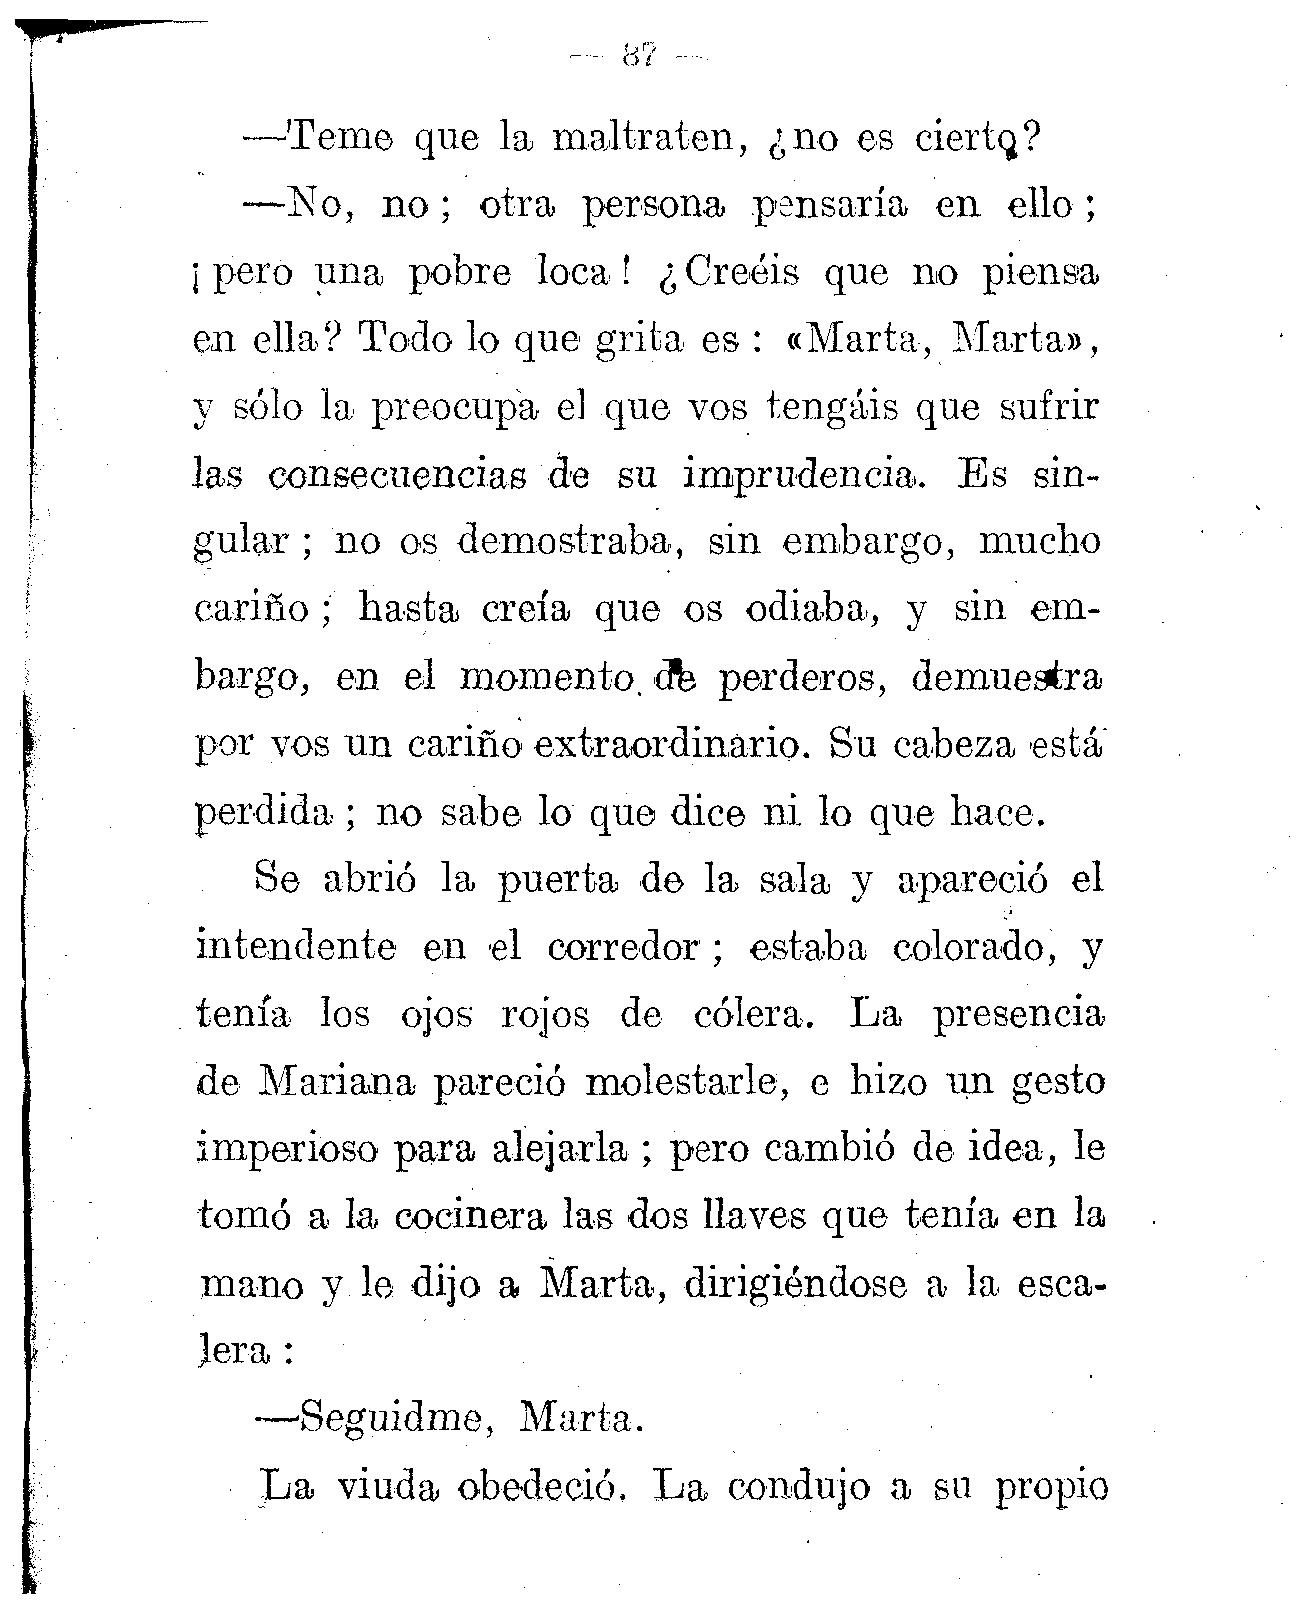 — 87 —
—Teme que la maltraten, ¿no es cierto?
—No, no; otra persona pensaría en ello;
¡pero una pobre loca! ¿Creéis que no piensa
en ella? Todo lo que grita es: «Marta, Marta»,
y sólo la preocupa el que vos tengáis que sufrir
las consecuencias de su imprudencia. Es sin-
gular; no os demostraba, sin embargo, mucho
cariño; hasta creía que os odiaba, y sin em-
bargo, en el momento de perderos, demuestra
por vos un cariño extraordinario. Su cabeza está
perdida; no sabe lo que dice ni lo que hace.
Se abrió la puerta de la sala y apareció el
intendente en el corredor; estaba colorado, y
tenía los ojos rojos de cólera. La presencia
de Mariana pareció molestarle, e hizo un gesto
imperioso para alejarla; pero cambió de idea, le
tomó a la cocinera las dos llaves que tenía en la
mano y le dijo a Marta, dirigiéndose a la esca-
lera:
—Seguidme, Marta.
La viuda obedeció. La condujo a su propio